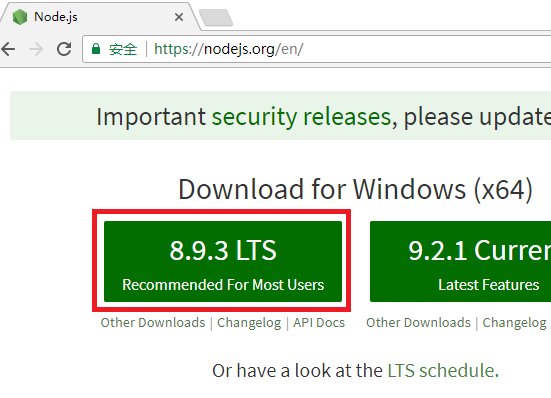 Node.js
安全 https://nodejs.org/en/
Important security releases, please update
Download for Windows (x64)
8.9.3 LTS
Recommended For Most Users
9.2.1 Curren
Latest Features
Other Downloads | Changelog | API Docs
Other Downloads | Changelog
Or have a look at the LTS schedule.